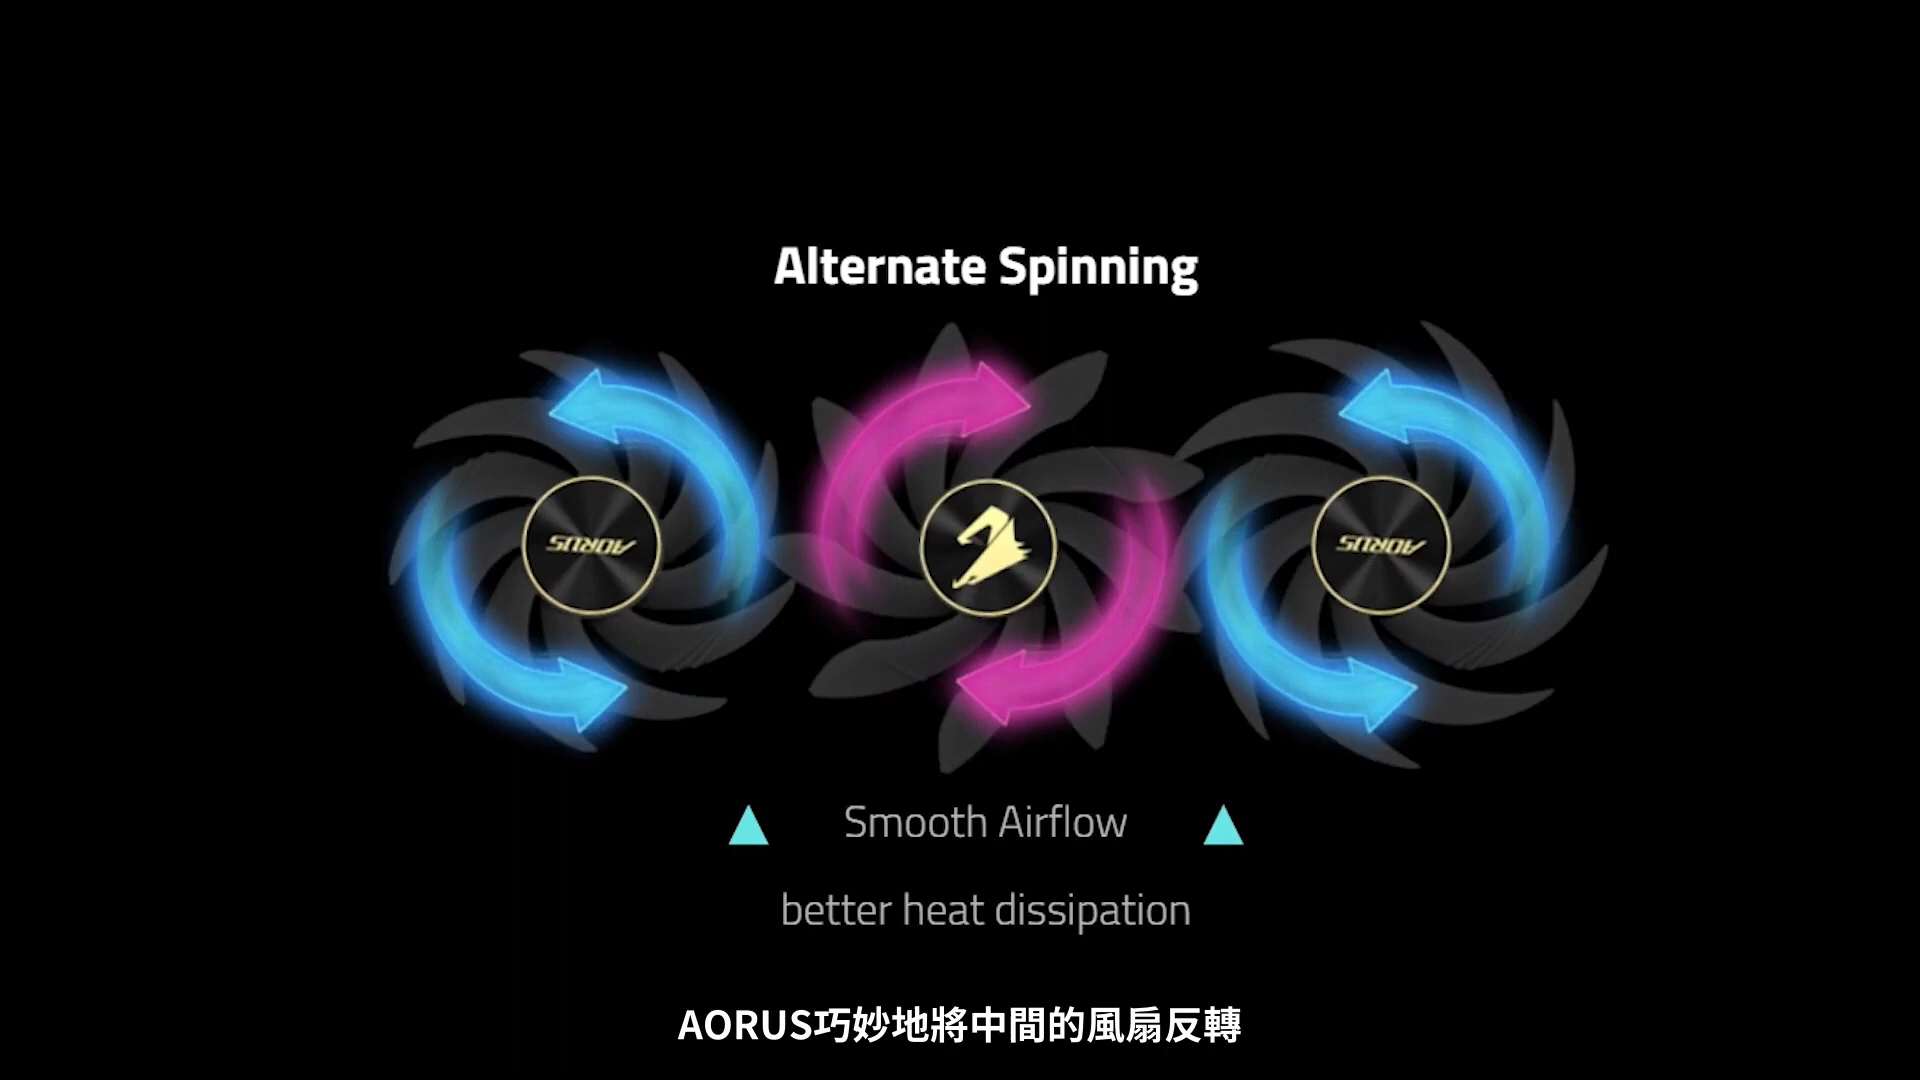 Alternate Spinning
AORUS
AORUS
Smooth Airflow
better heat dissipation
AORUS巧妙地將中間的風扇反轉